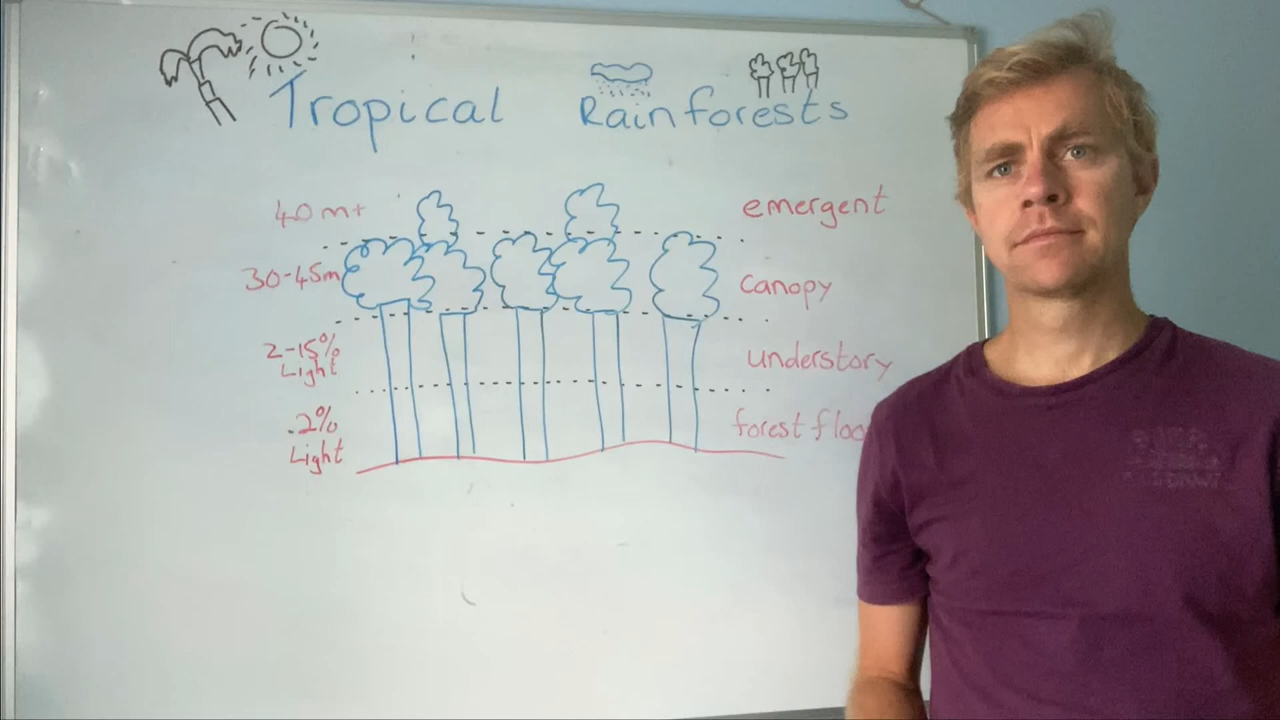 Tropical Rainforests
40m+ emergent
30-45m canopy
2-15% understory
Light
.2% forest floo
Light